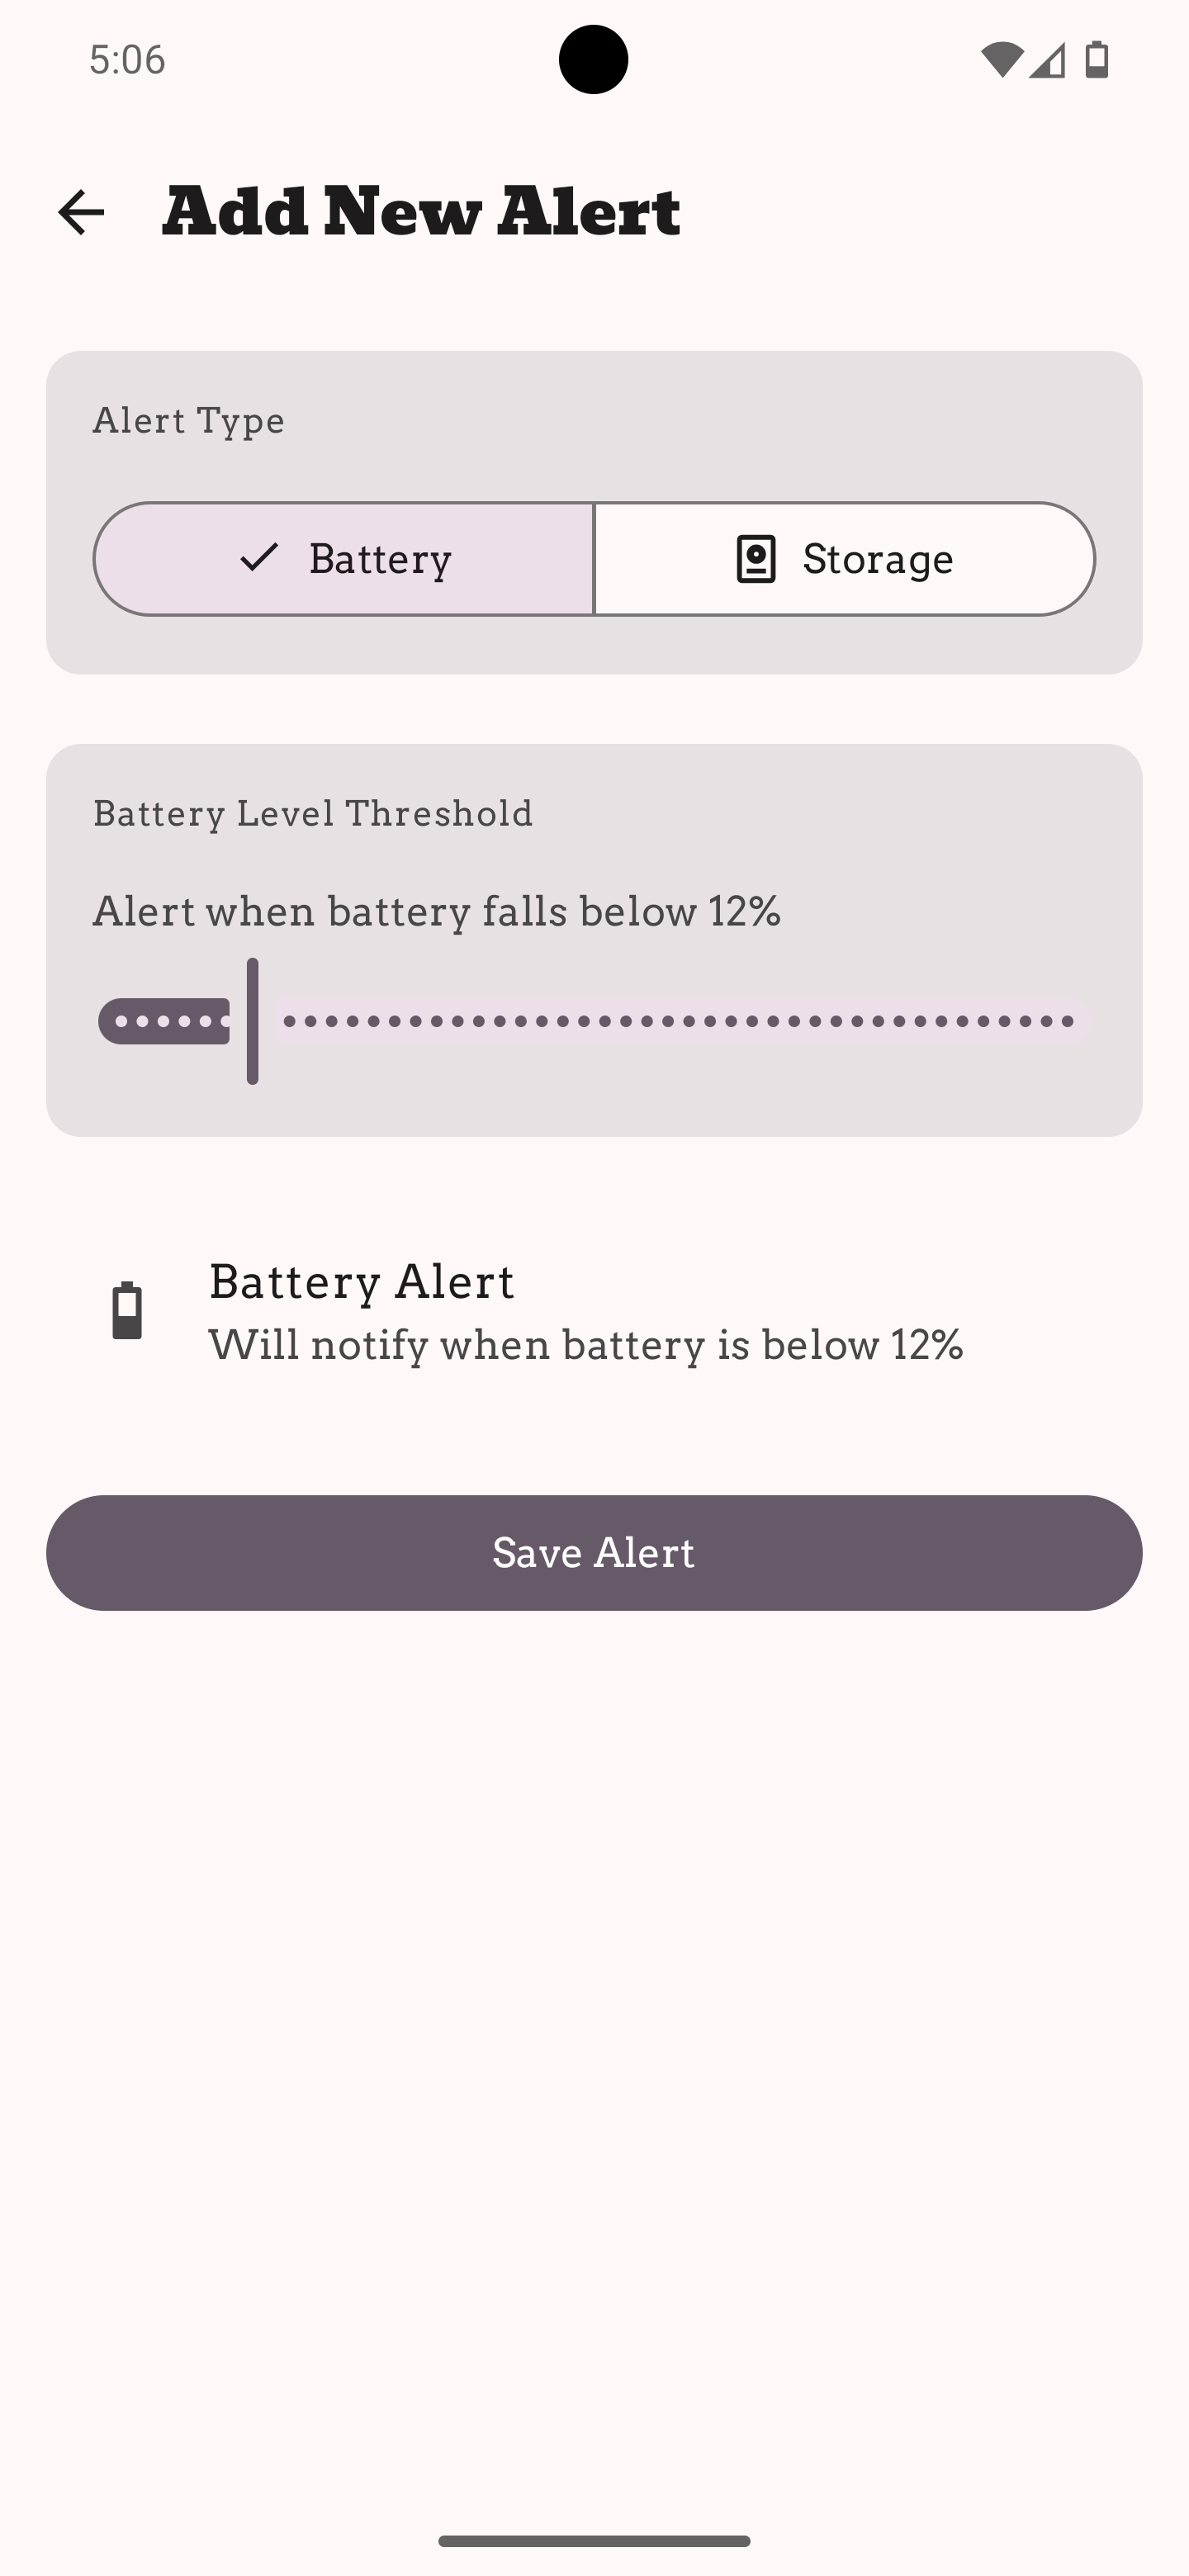 5:06
Add New Alert
Alert Type
Battery
Storage
Battery Level Threshold
Alert when battery falls below 12%
Battery Alert
Will notify when battery is below 12%
Save Alert